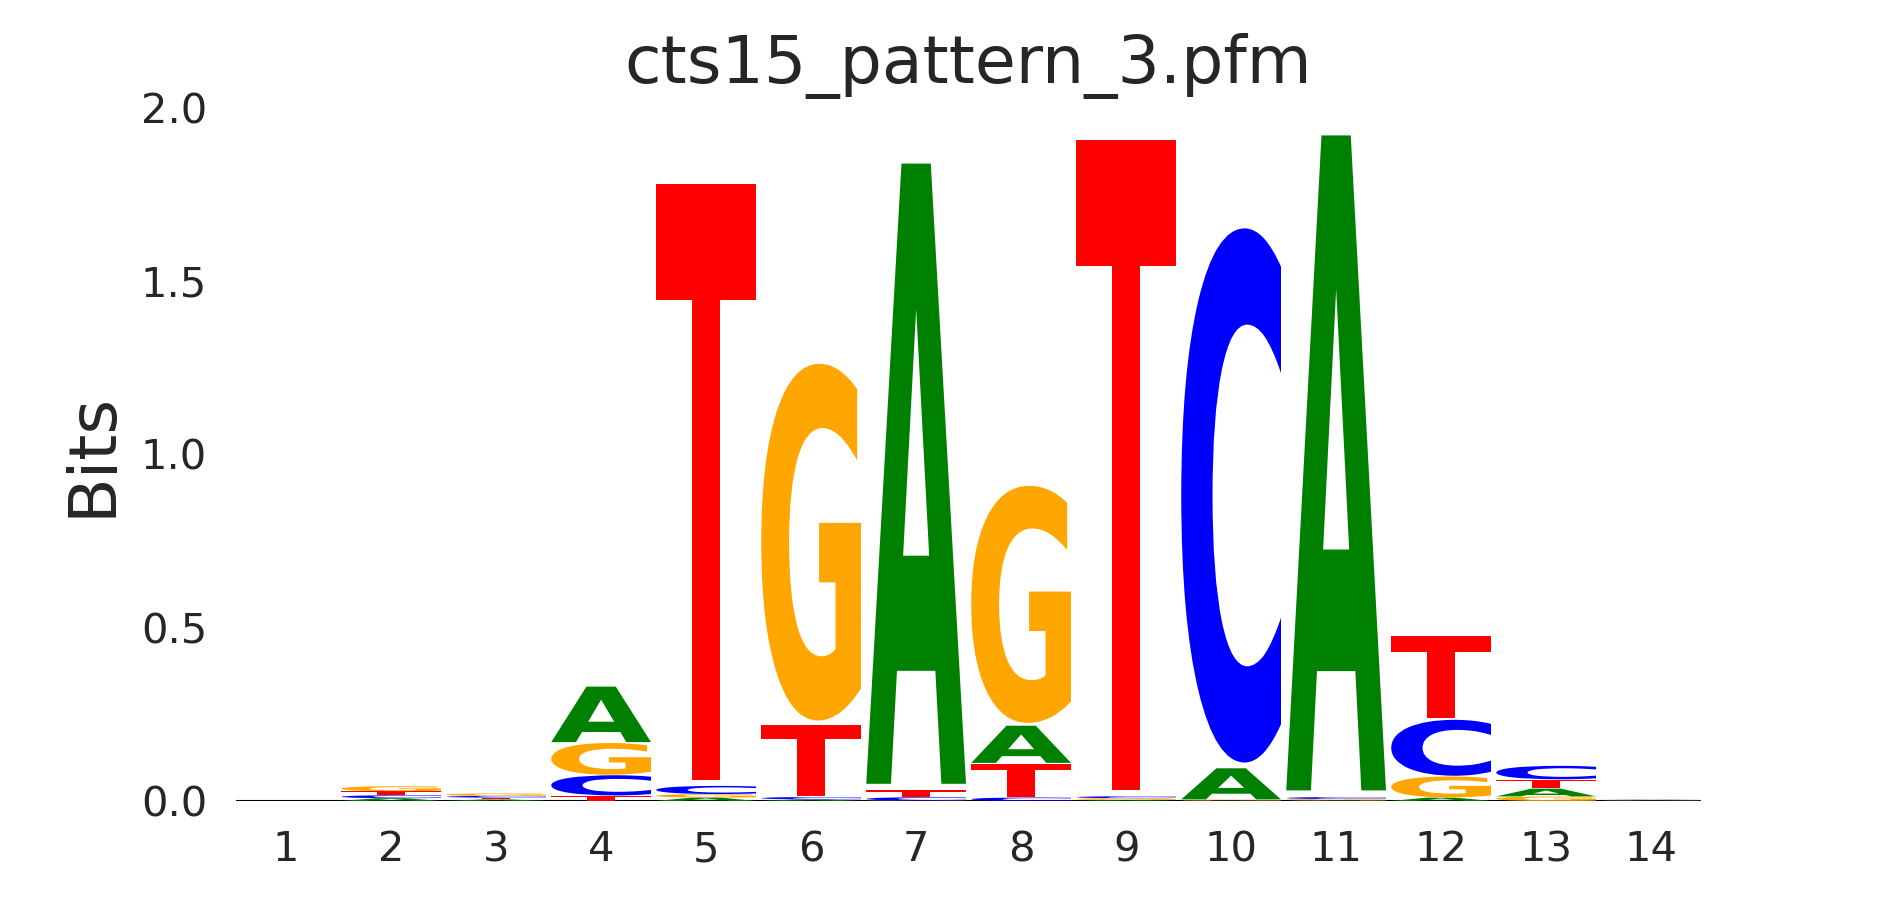 cts15_pattern_3.pfm
2.0
1.5
1.0
0.5
0.0
Bits
A G C T T C G A G T C A A T C G A T C T C G C A A C T C G A C T A G
1 2 3 4 5 6 7 8 9 10 11 12 13 14